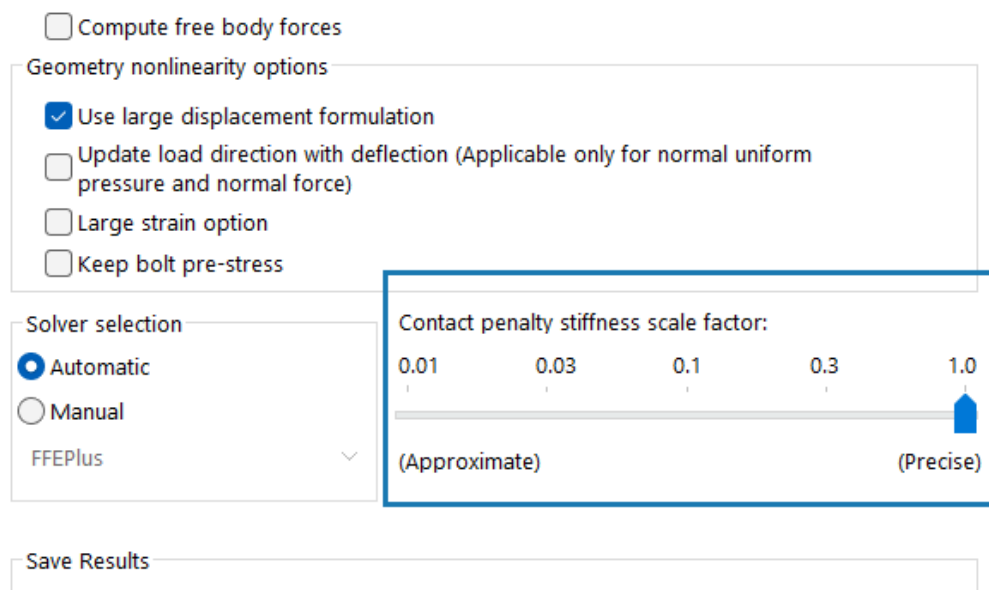 Compute free body forces
Geometry nonlinearity options
Use large displacement formulation
Update load direction with deflection (Applicable only for normal uniform
pressure and normal force)
Large strain option
Keep bolt pre-stress
Solver selection
Automatic
Manual
FFEPlus
Contact penalty stiffness scale factor:
0.01 0.03 0.1 0.3 1.0
(Approximate) (Precise)
Save Results